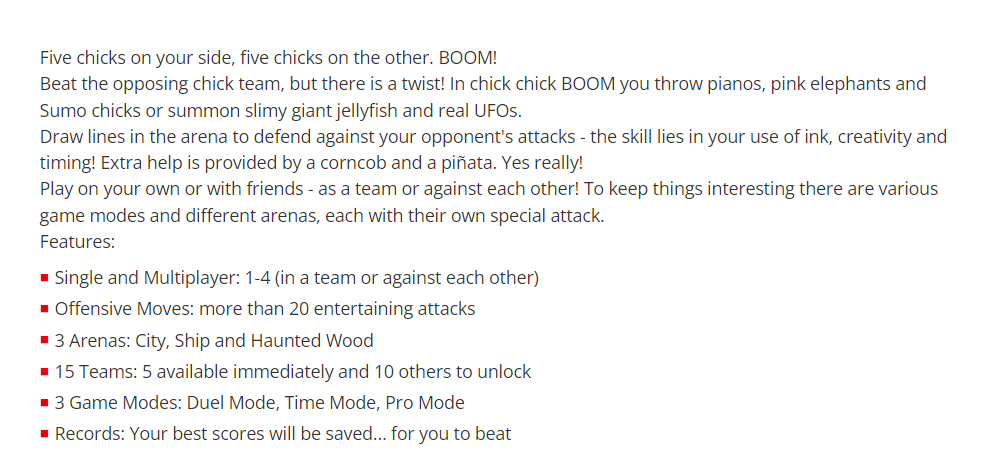 Five chicks on your side, five chicks on the other. BOOM!
Beat the opposing chick team, but there is a twist! In chick chick BOOM you throw pianos, pink elephants and
Sumo chicks or summon slimy giant jellyfish and real UFOs.
Draw lines in the arena to defend against your opponent's attacks - the skill lies in your use of ink, creativity and
timing! Extra help is provided by a corncob and a piñata. Yes really!
Play on your own or with friends - as a team or against each other! To keep things interesting there are various
game modes and different arenas, each with their own special attack.
Features:
▪ Single and Multiplayer: 1-4 (in a team or against each other)
▪ Offensive Moves: more than 20 entertaining attacks
▪ 3 Arenas: City, Ship and Haunted Wood
▪ 15 Teams: 5 available immediately and 10 others to unlock
▪ 3 Game Modes: Duel Mode, Time Mode, Pro Mode
▪ Records: Your best scores will be saved... for you to beat